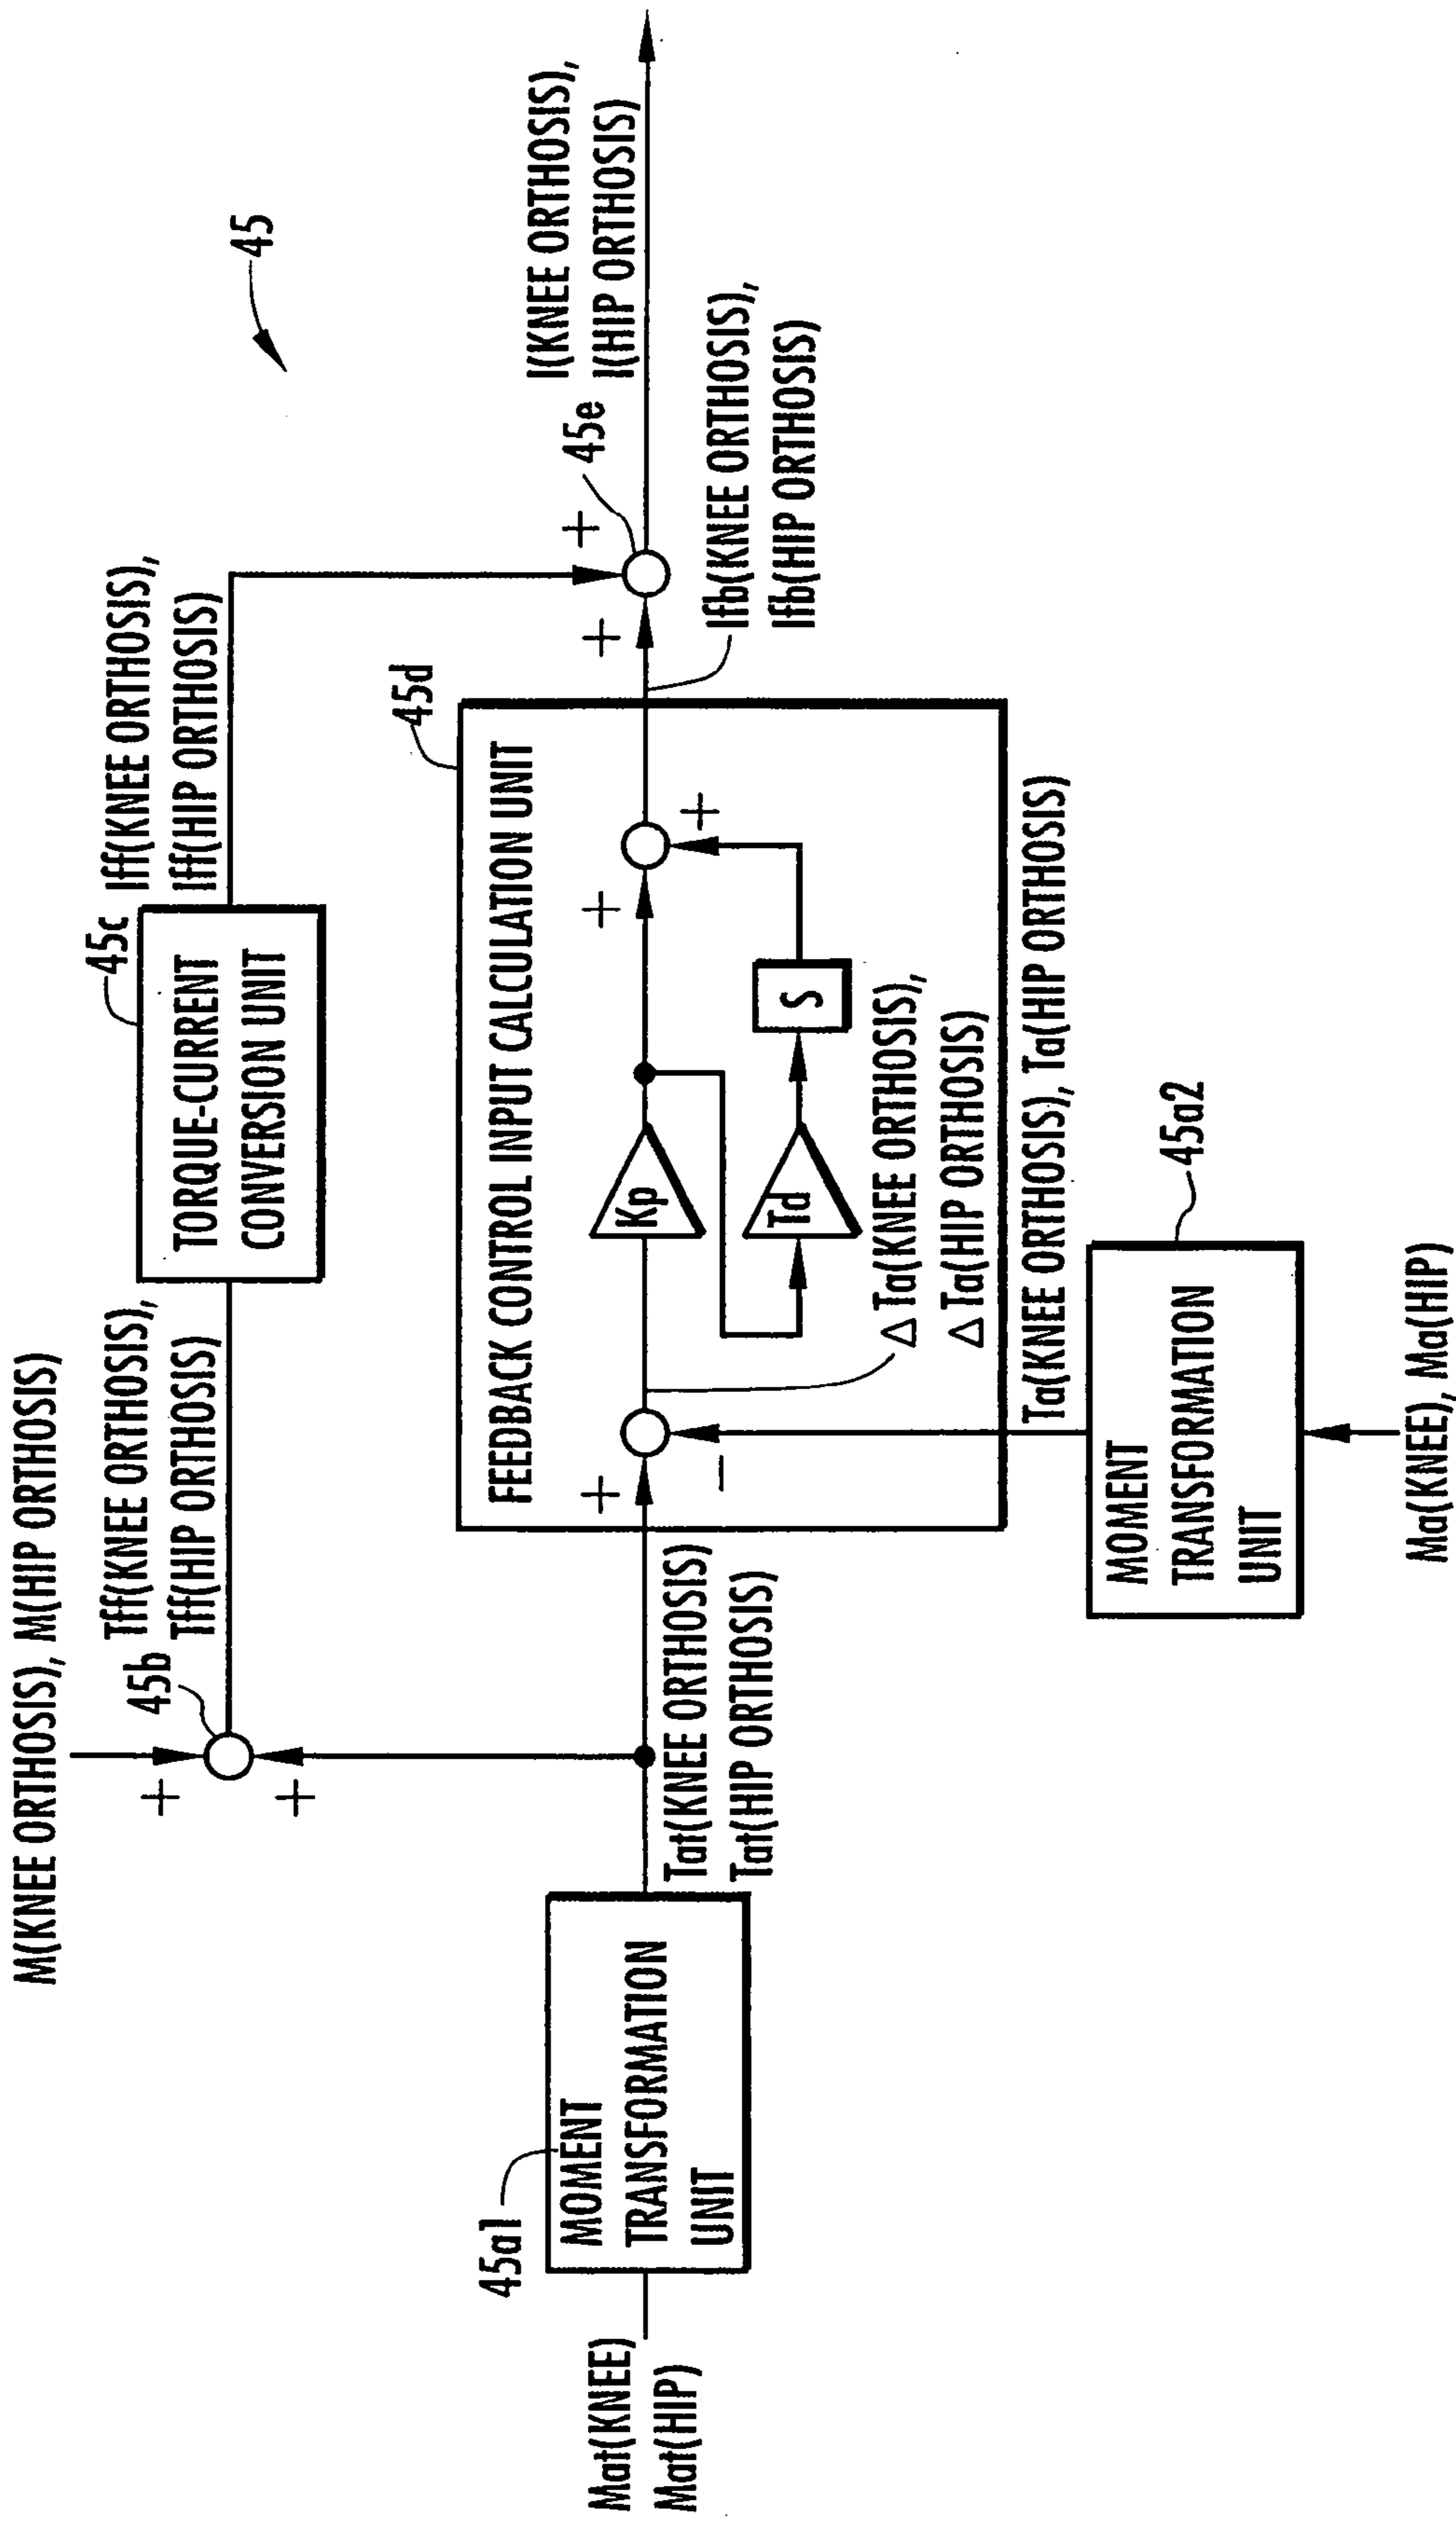 45
M(KNEE ORTHOSIS), M(HIP ORTHOSIS)
45b
Tff(KNEE ORTHOSIS),
Tff(HIP ORTHOSIS)
45c
TORQUE-CURRENT
CONVERSION UNIT
Iff(KNEE ORTHOSIS),
Iff(HIP ORTHOSIS)
+
+
Mat(KNEE)
Mat(HIP)
45a1
MOMENT
TRANSFORMATION
UNIT
Tat(KNEE ORTHOSIS)
Tat(HIP ORTHOSIS)
45d
FEEDBACK CONTROL INPUT CALCULATION UNIT
+
−
Kp
Td
S
+
+
△ Ta(KNEE ORTHOSIS),
△ Ta(HIP ORTHOSIS)
+
+
45e
I(KNEE ORTHOSIS),
I(HIP ORTHOSIS)
Ifb(KNEE ORTHOSIS),
Ifb(HIP ORTHOSIS)
Ta(KNEE ORTHOSIS), Ta(HIP ORTHOSIS)
45a2
MOMENT
TRANSFORMATION
UNIT
Ma(KNEE), Ma(HIP)